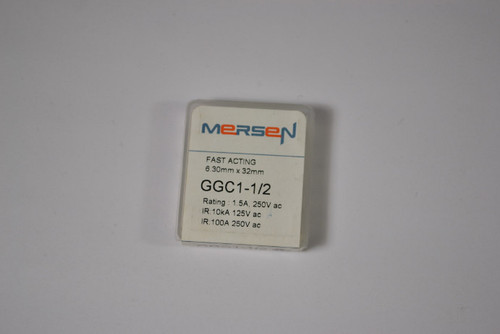 MERSEN
FAST ACTING
6.30mm x 32mm
GGC1-1/2
Rating : 1.5A, 250V ac
IR:10kA 125V ac
IR:100A 250V ac